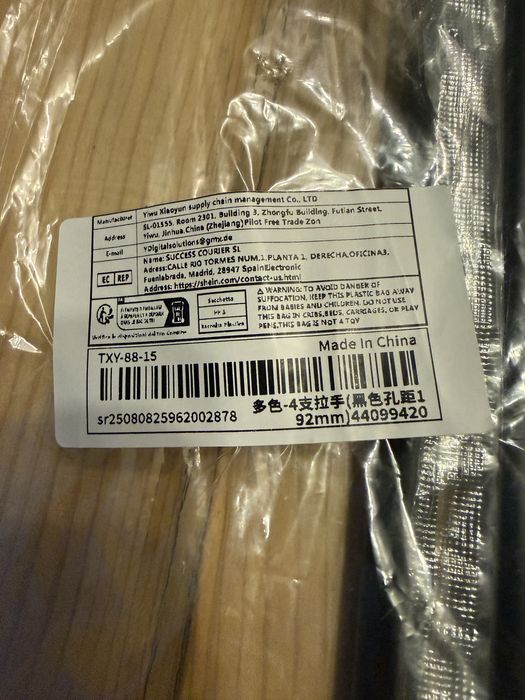 Manufacturer Yiwu Xiaoyun supply chain management Co., LTD
Address SL-01555, Room 2301, Building 3, Zhongfu Building, Futian Street,
Yiwu, Jinhua,China (Zhejiang)Pilot Free Trade Zon
E-mail YDigitalsolutions@gmx.de
EC REP Name: SUCCESS COURIER SL
Adress:CALLE RIO TORMES NUM,1,PLANTA 1, DERECHA,OFICINA3,
Fuenlabrada, Madrid, 28947 SpainElectronic
Address: https://shein.com/contact-us.html
Sacchetto
Raccolta Plastica
⚠ WARNING: TO AVOID DANGER OF
SUFFOCATION, KEEP THIS PLASTIC BAG AWAY
FROM BABIES AND CHILDREN. DO NOT USE
THIS BAG IN CRIBS,BEDS, CARRIAGES, OR PLAY
PENS,THIS BAG IS NOT A TOY
TXY-88-15
Made In China
sr25080825962002878
多色-4支拉手(黑色孔距1
92mm)44099420